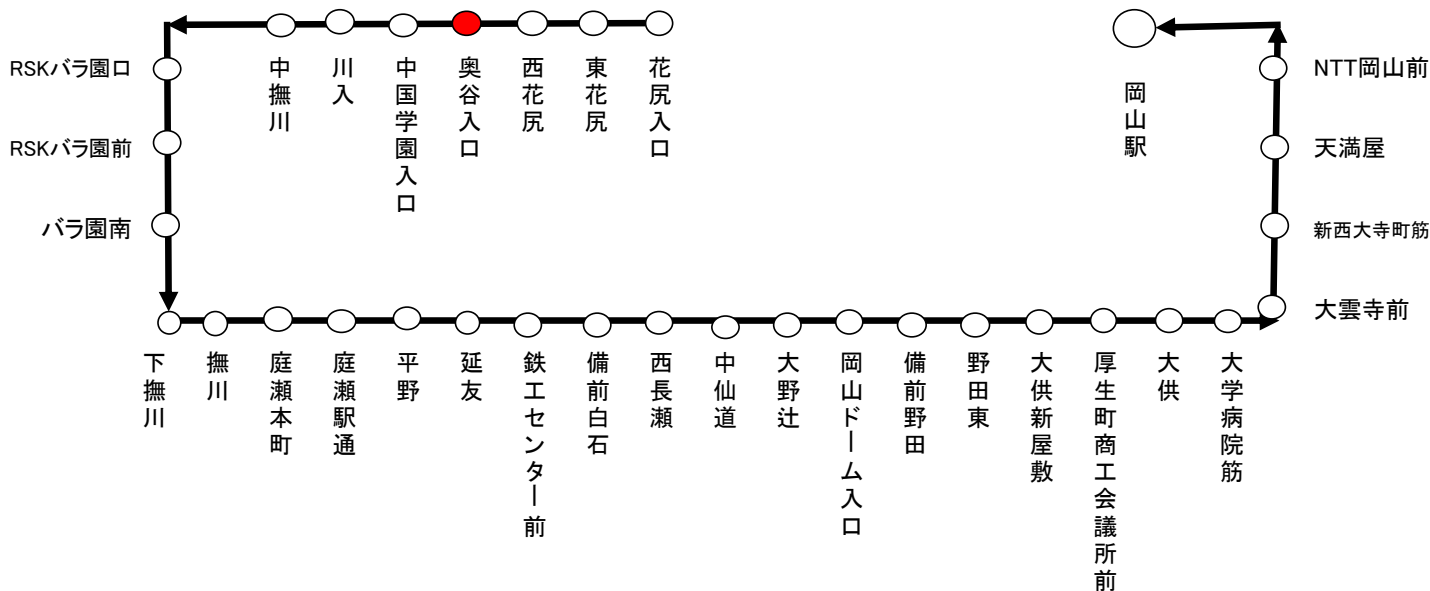 花尻入口
東花尻
西花尻
奥谷入口
中国学園入口
川入
中撫川
RSKバラ園口
RSKバラ園前
バラ園南
下撫川
撫川
庭瀬本町
庭瀬駅通
平野
延友
鉄工センター前
備前白石
西長瀬
中仙道
大野辻
岡山ドーム入口
備前野田
野田東
大供新屋敷
厚生町商工会議所前
大供
大学病院筋
大雲寺前
新西大寺町筋
天満屋
NTT岡山前
岡山駅